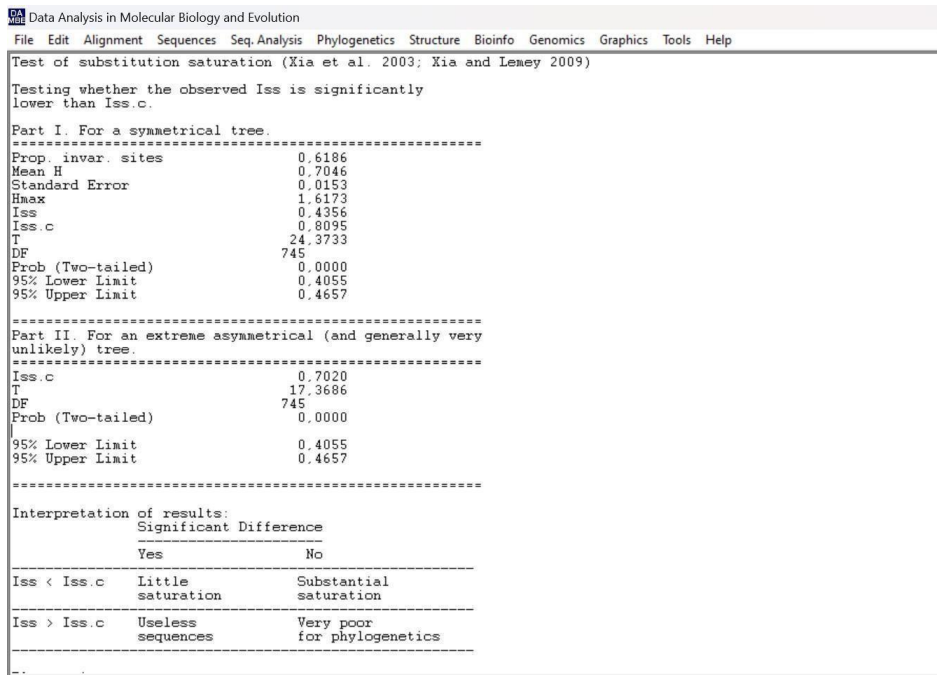 DA
MBE Data Analysis in Molecular Biology and Evolution
File Edit Alignment Sequences Seq. Analysis Phylogenetics Structure Bioinfo Genomics Graphics Tools Help
Test of substitution saturation (Xia et al. 2003; Xia and Lemey 2009)
Testing whether the observed Iss is significantly
lower than Iss.c.
Part I. For a symmetrical tree.
========================================================
Prop. invar. sites 0,6186
Mean H 0,7046
Standard Error 0,0153
Hmax 1,6173
Iss 0,4356
Iss.c 0,8095
T 24,3733
DF 745
Prob (Two-tailed) 0,0000
95% Lower Limit 0,4055
95% Upper Limit 0,4657
========================================================
Part II. For an extreme asymmetrical (and generally very
unlikely) tree.
========================================================
Iss.c 0,7020
T 17,3686
DF 745
Prob (Two-tailed) 0,0000
95% Lower Limit 0,4055
95% Upper Limit 0,4657
========================================================
Interpretation of results:
Significant Difference
----------------------
Yes No
-------------------------------------------------------
Iss < Iss.c Little Substantial
saturation saturation
-------------------------------------------------------
Iss > Iss.c Useless Very poor
sequences for phylogenetics
-------------------------------------------------------